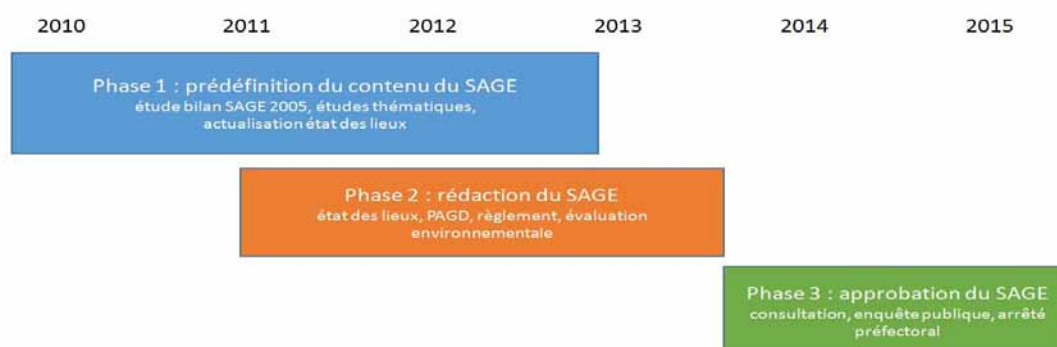 2010 2011 2012 2013 2014 2015
Phase 1 : prédéfinition du contenu du SAGE
étude bilan SAGE 2005, études thématiques,
actualisation état des lieux
Phase 2 : rédaction du SAGE
état des lieux, PAGD, règlement, évaluation
environnementale
Phase 3 : approbation du SAGE
consultation, enquête publique, arrêté
préfectoral